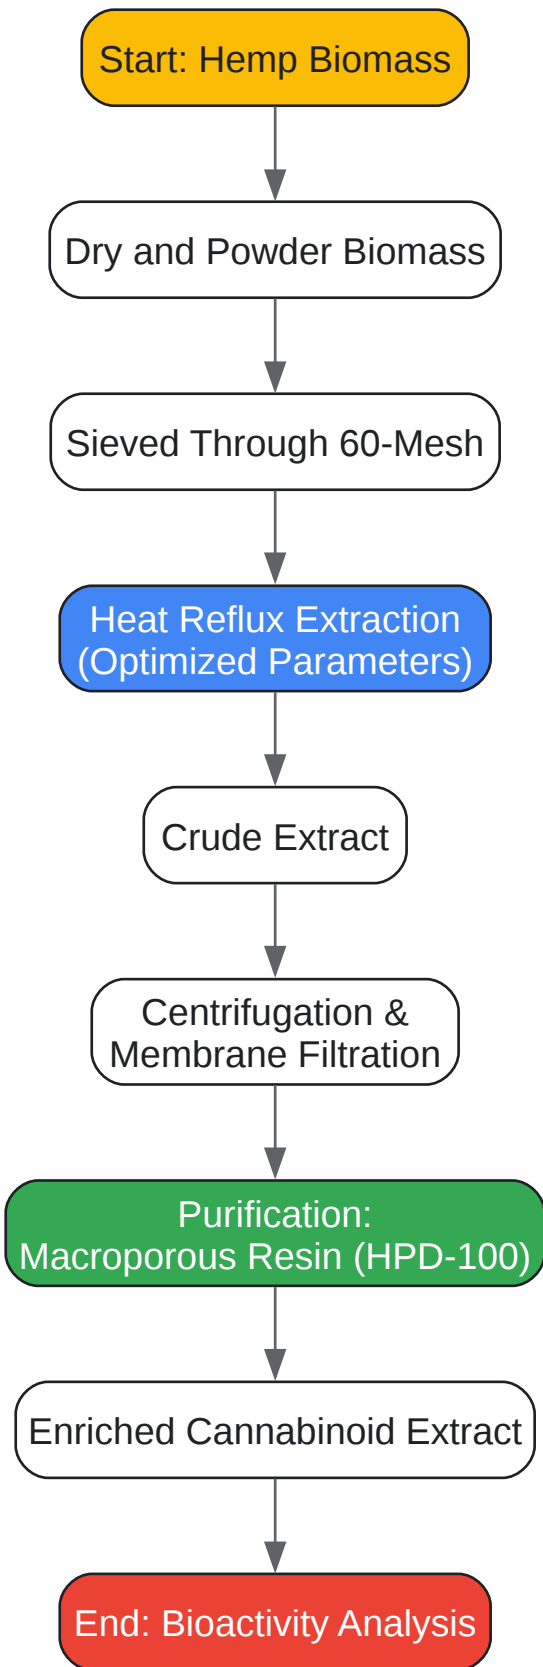 Start: Hemp Biomass
Dry and Powder Biomass
Sieved Through 60-Mesh
Heat Reflux Extraction
(Optimized Parameters)
Crude Extract
Centrifugation &
Membrane Filtration
Purification:
Macroporous Resin (HPD-100)
Enriched Cannabinoid Extract
End: Bioactivity Analysis